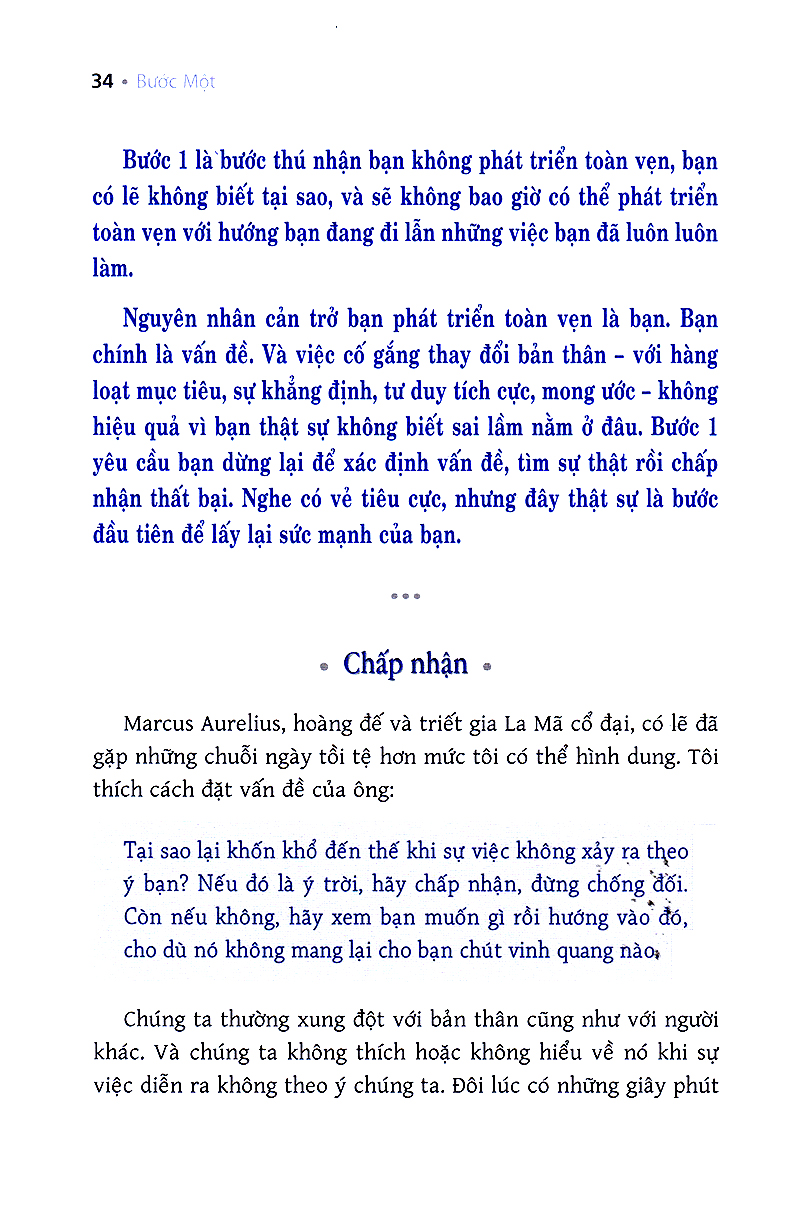 34 • Bước Một
Bước 1 là bước thú nhận bạn không phát triển toàn vẹn, bạn
có lẽ không biết tại sao, và sẽ không bao giờ có thể phát triển
toàn vẹn với hướng bạn đang đi lẫn những việc bạn đã luôn luôn
làm.
Nguyên nhân cản trở bạn phát triển toàn vẹn là bạn. Bạn
chính là vấn đề. Và việc cố gắng thay đổi bản thân – với hàng
loạt mục tiêu, sự khẳng định, tư duy tích cực, mong ước – không
hiệu quả vì bạn thật sự không biết sai lầm nằm ở đâu. Bước 1
yêu cầu bạn dừng lại để xác định vấn đề, tìm sự thật rồi chấp
nhận thất bại. Nghe có vẻ tiêu cực, nhưng đây thật sự là bước
đầu tiên để lấy lại sức mạnh của bạn.
•••
• Chấp nhận •
Marcus Aurelius, hoàng đế và triết gia La Mã cổ đại, có lẽ đã
gặp những chuỗi ngày tồi tệ hơn mức tôi có thể hình dung. Tôi
thích cách đặt vấn đề của ông:
Tại sao lại khốn khổ đến thế khi sự việc không xảy ra theo
ý bạn? Nếu đó là ý trời, hãy chấp nhận, đừng chống đối.
Còn nếu không, hãy xem bạn muốn gì rồi hướng vào đó,
cho dù nó không mang lại cho bạn chút vinh quang nào.
Chúng ta thường xung đột với bản thân cũng như với người
khác. Và chúng ta không thích hoặc không hiểu về nó khi sự
việc diễn ra không theo ý chúng ta. Đôi lúc có những giây phút